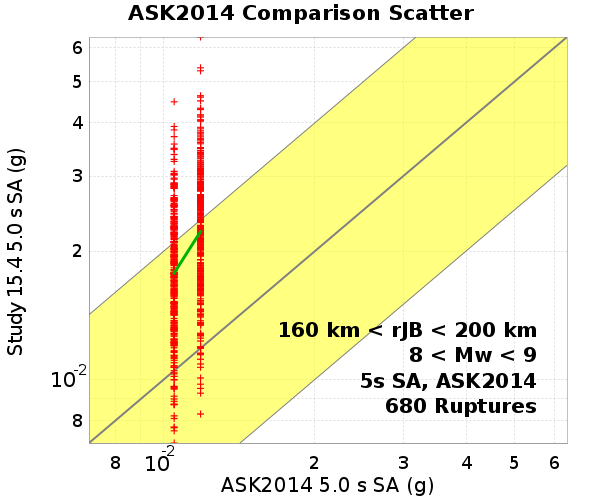 ASK2014 Comparison Scatter
Study 15.4 5.0 s SA (g)
6
5
4
3
2
10-2
8
160 km < rJB < 200 km
8 < Mw < 9
5s SA, ASK2014
680 Ruptures
8 10-2 2 3 4 5 6
ASK2014 5.0 s SA (g)